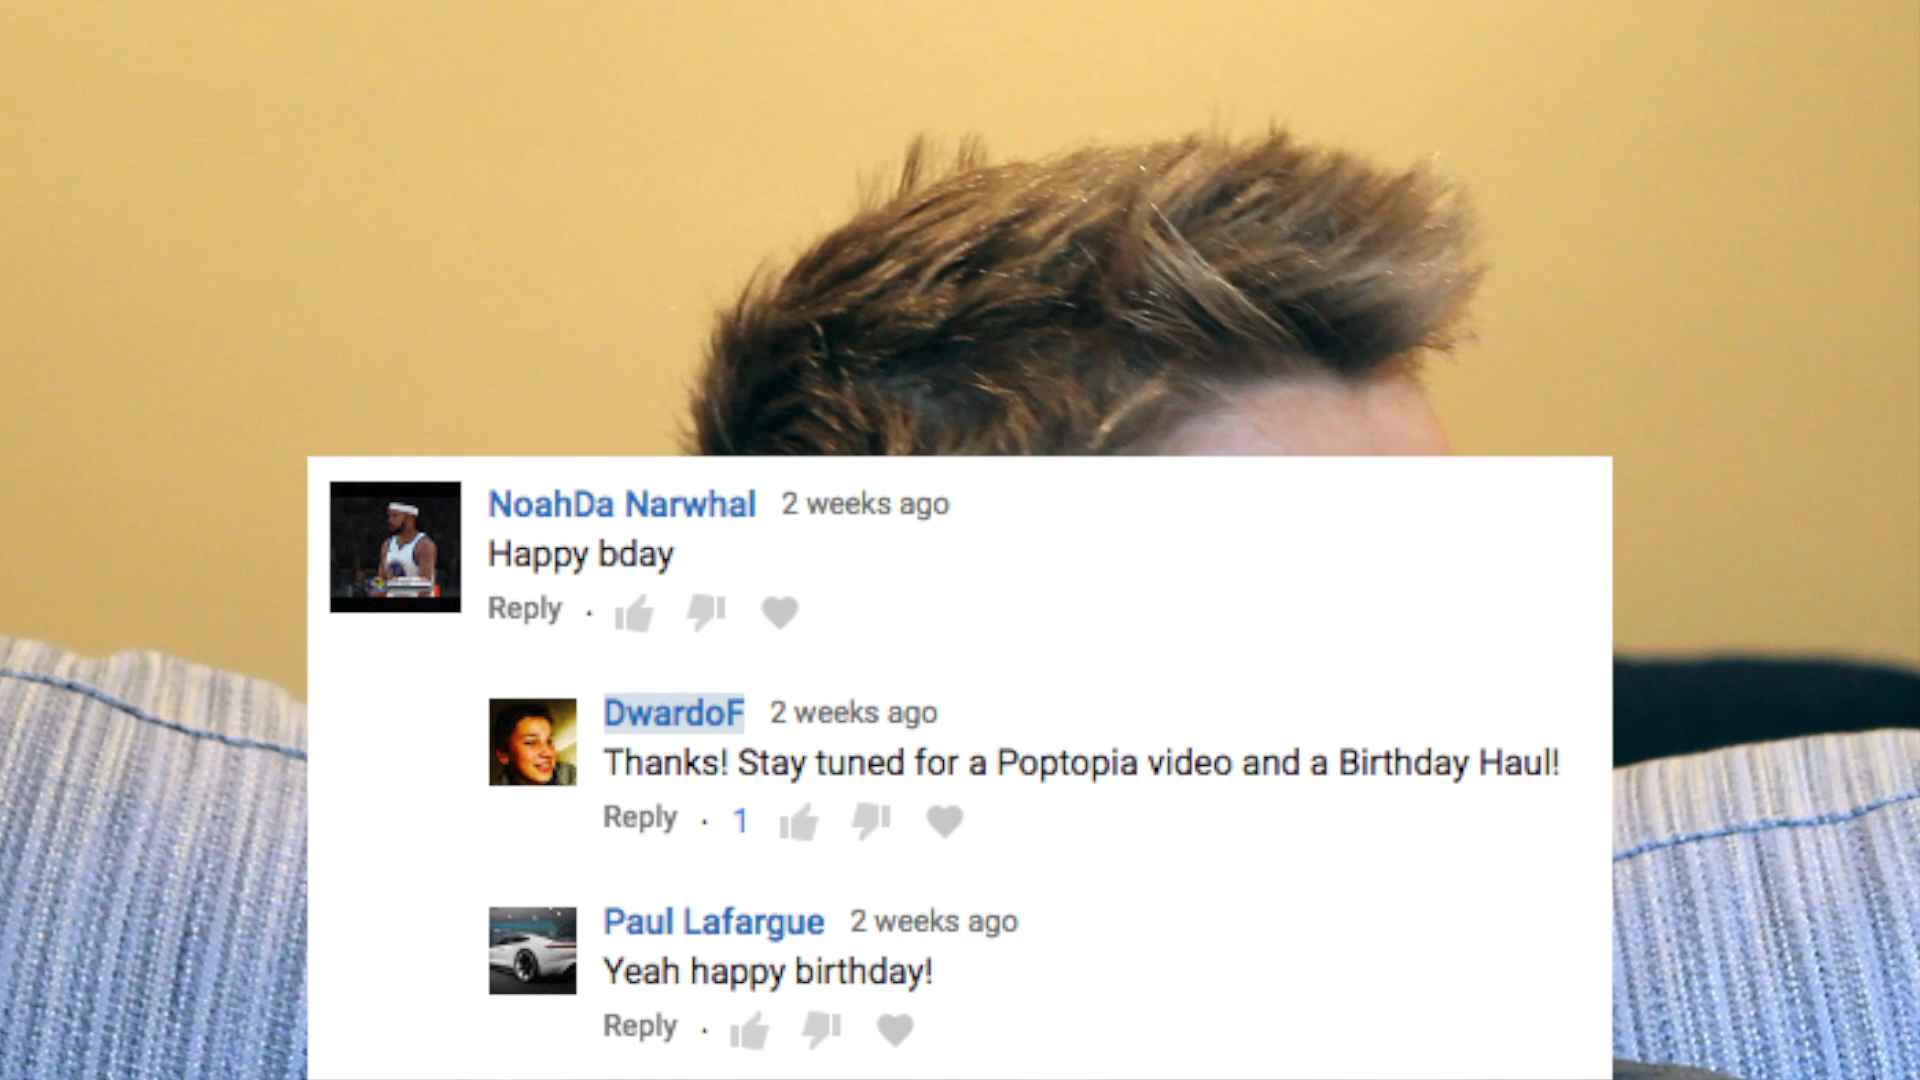 NoahDa Narwhal 2 weeks ago
Happy bday
Reply ·
DwardoF 2 weeks ago
Thanks! Stay tuned for a Poptopia video and a Birthday Haul!
Reply · 1
Paul Lafargue 2 weeks ago
Yeah happy birthday!
Reply ·